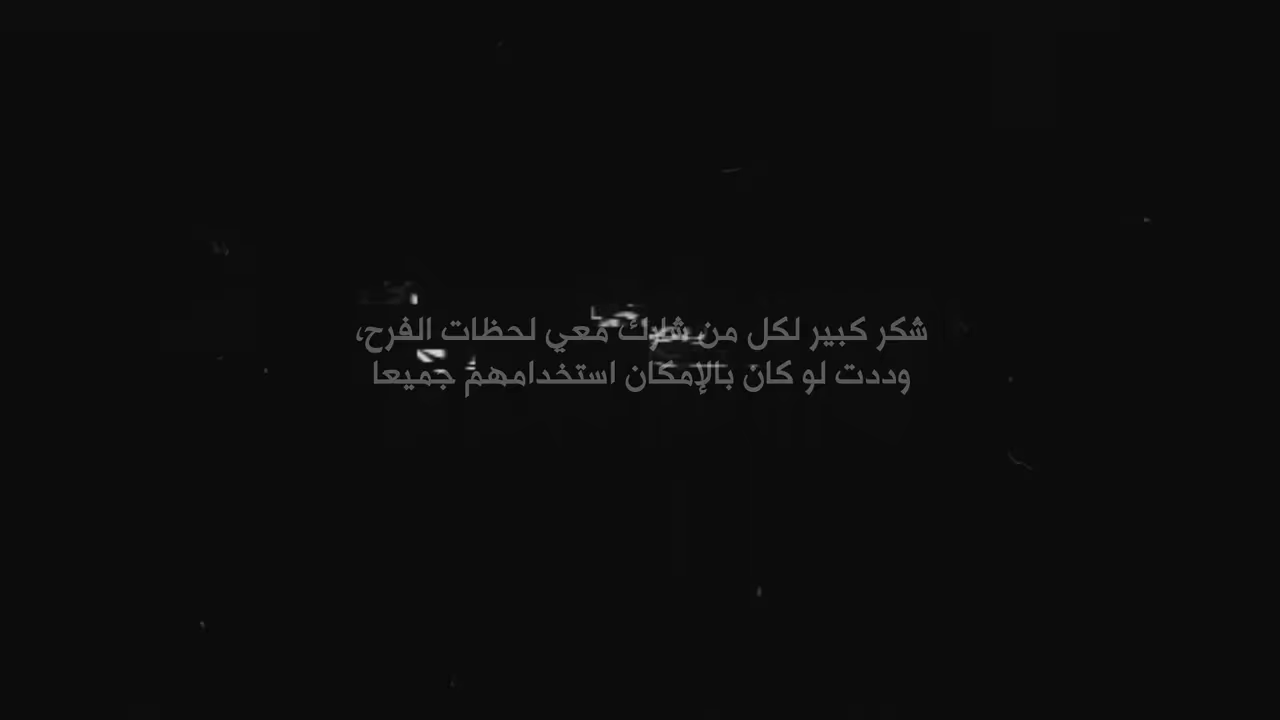 شكر كبير لكل من شارك معي لحظات الفرح،
وددت لو كان بالإمكان استخدامهم جميعا